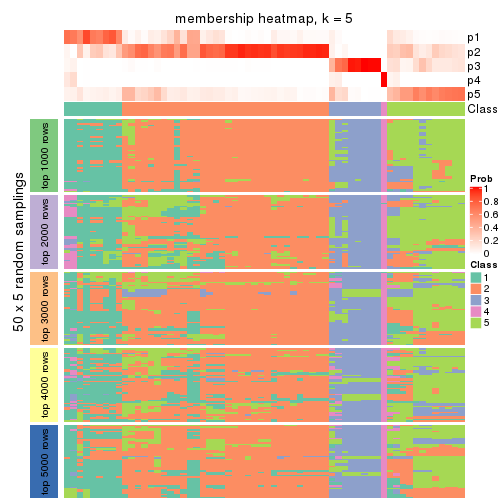 membership heatmap, k = 5
p1
p2
p3
p4
p5
Class
50 x 5 random samplings
top 1000 rows
top 2000 rows
top 3000 rows
top 4000 rows
top 5000 rows
Prob
1
0.8
0.6
0.4
0.2
0
Class
1
2
3
4
5